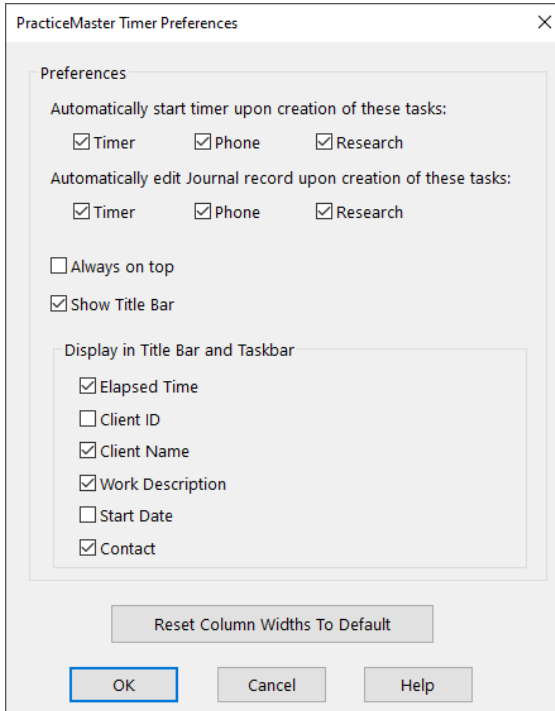 PracticeMaster Timer Preferences
Preferences
Automatically start timer upon creation of these tasks:
Timer Phone Research
Automatically edit Journal record upon creation of these tasks:
Timer Phone Research
Always on top
Show Title Bar
Display in Title Bar and Taskbar
Elapsed Time
Client ID
Client Name
Work Description
Start Date
Contact
Reset Column Widths To Default
OK Cancel Help